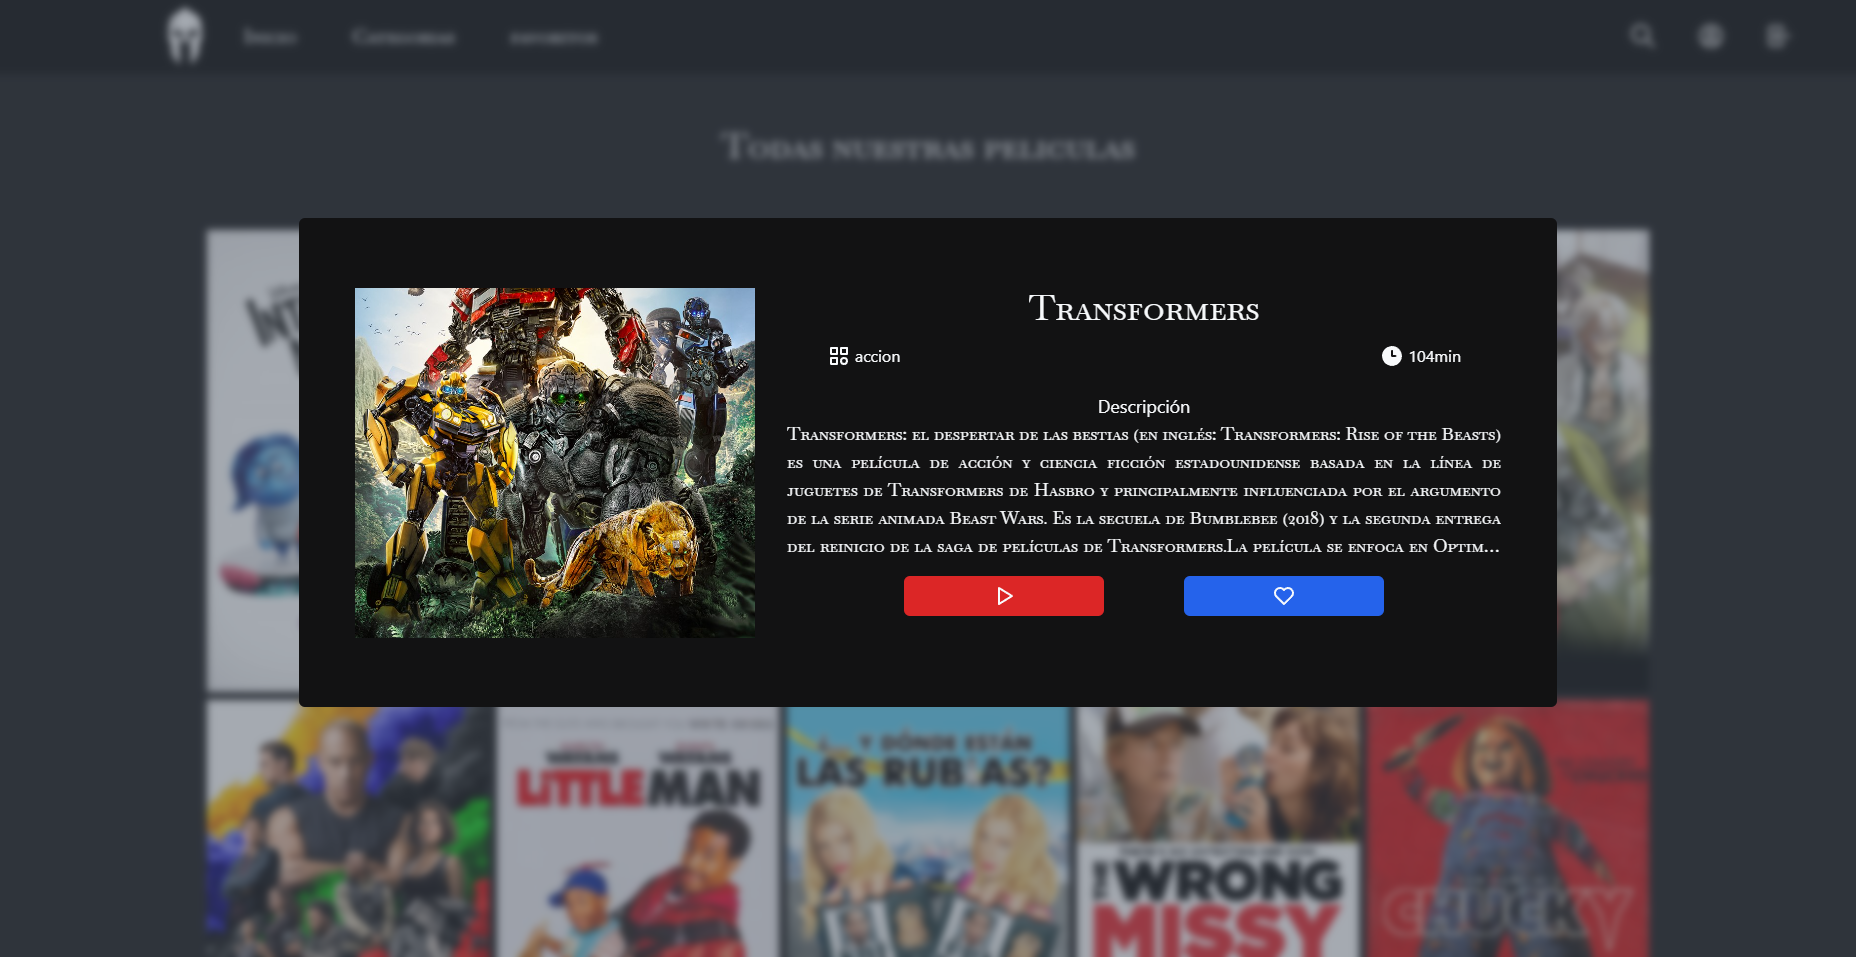 Inicio Categorias favoritos
Todas nuestras peliculas
Transformers
accion 104min
Descripción
Transformers: el despertar de las bestias (en inglés: Transformers: Rise of the Beasts)
es una película de acción y ciencia ficción estadounidense basada en la línea de
juguetes de Transformers de Hasbro y principalmente influenciada por el argumento
de la serie animada Beast Wars. Es la secuela de Bumblebee (2018) y la segunda entrega
del reinicio de la saga de películas de Transformers.La película se enfoca en Optim...
LITTLE MAN
¿... Y DÓNDE ESTÁN
LAS RUBIAS?
THE WRONG
MISSY
CHUCKY